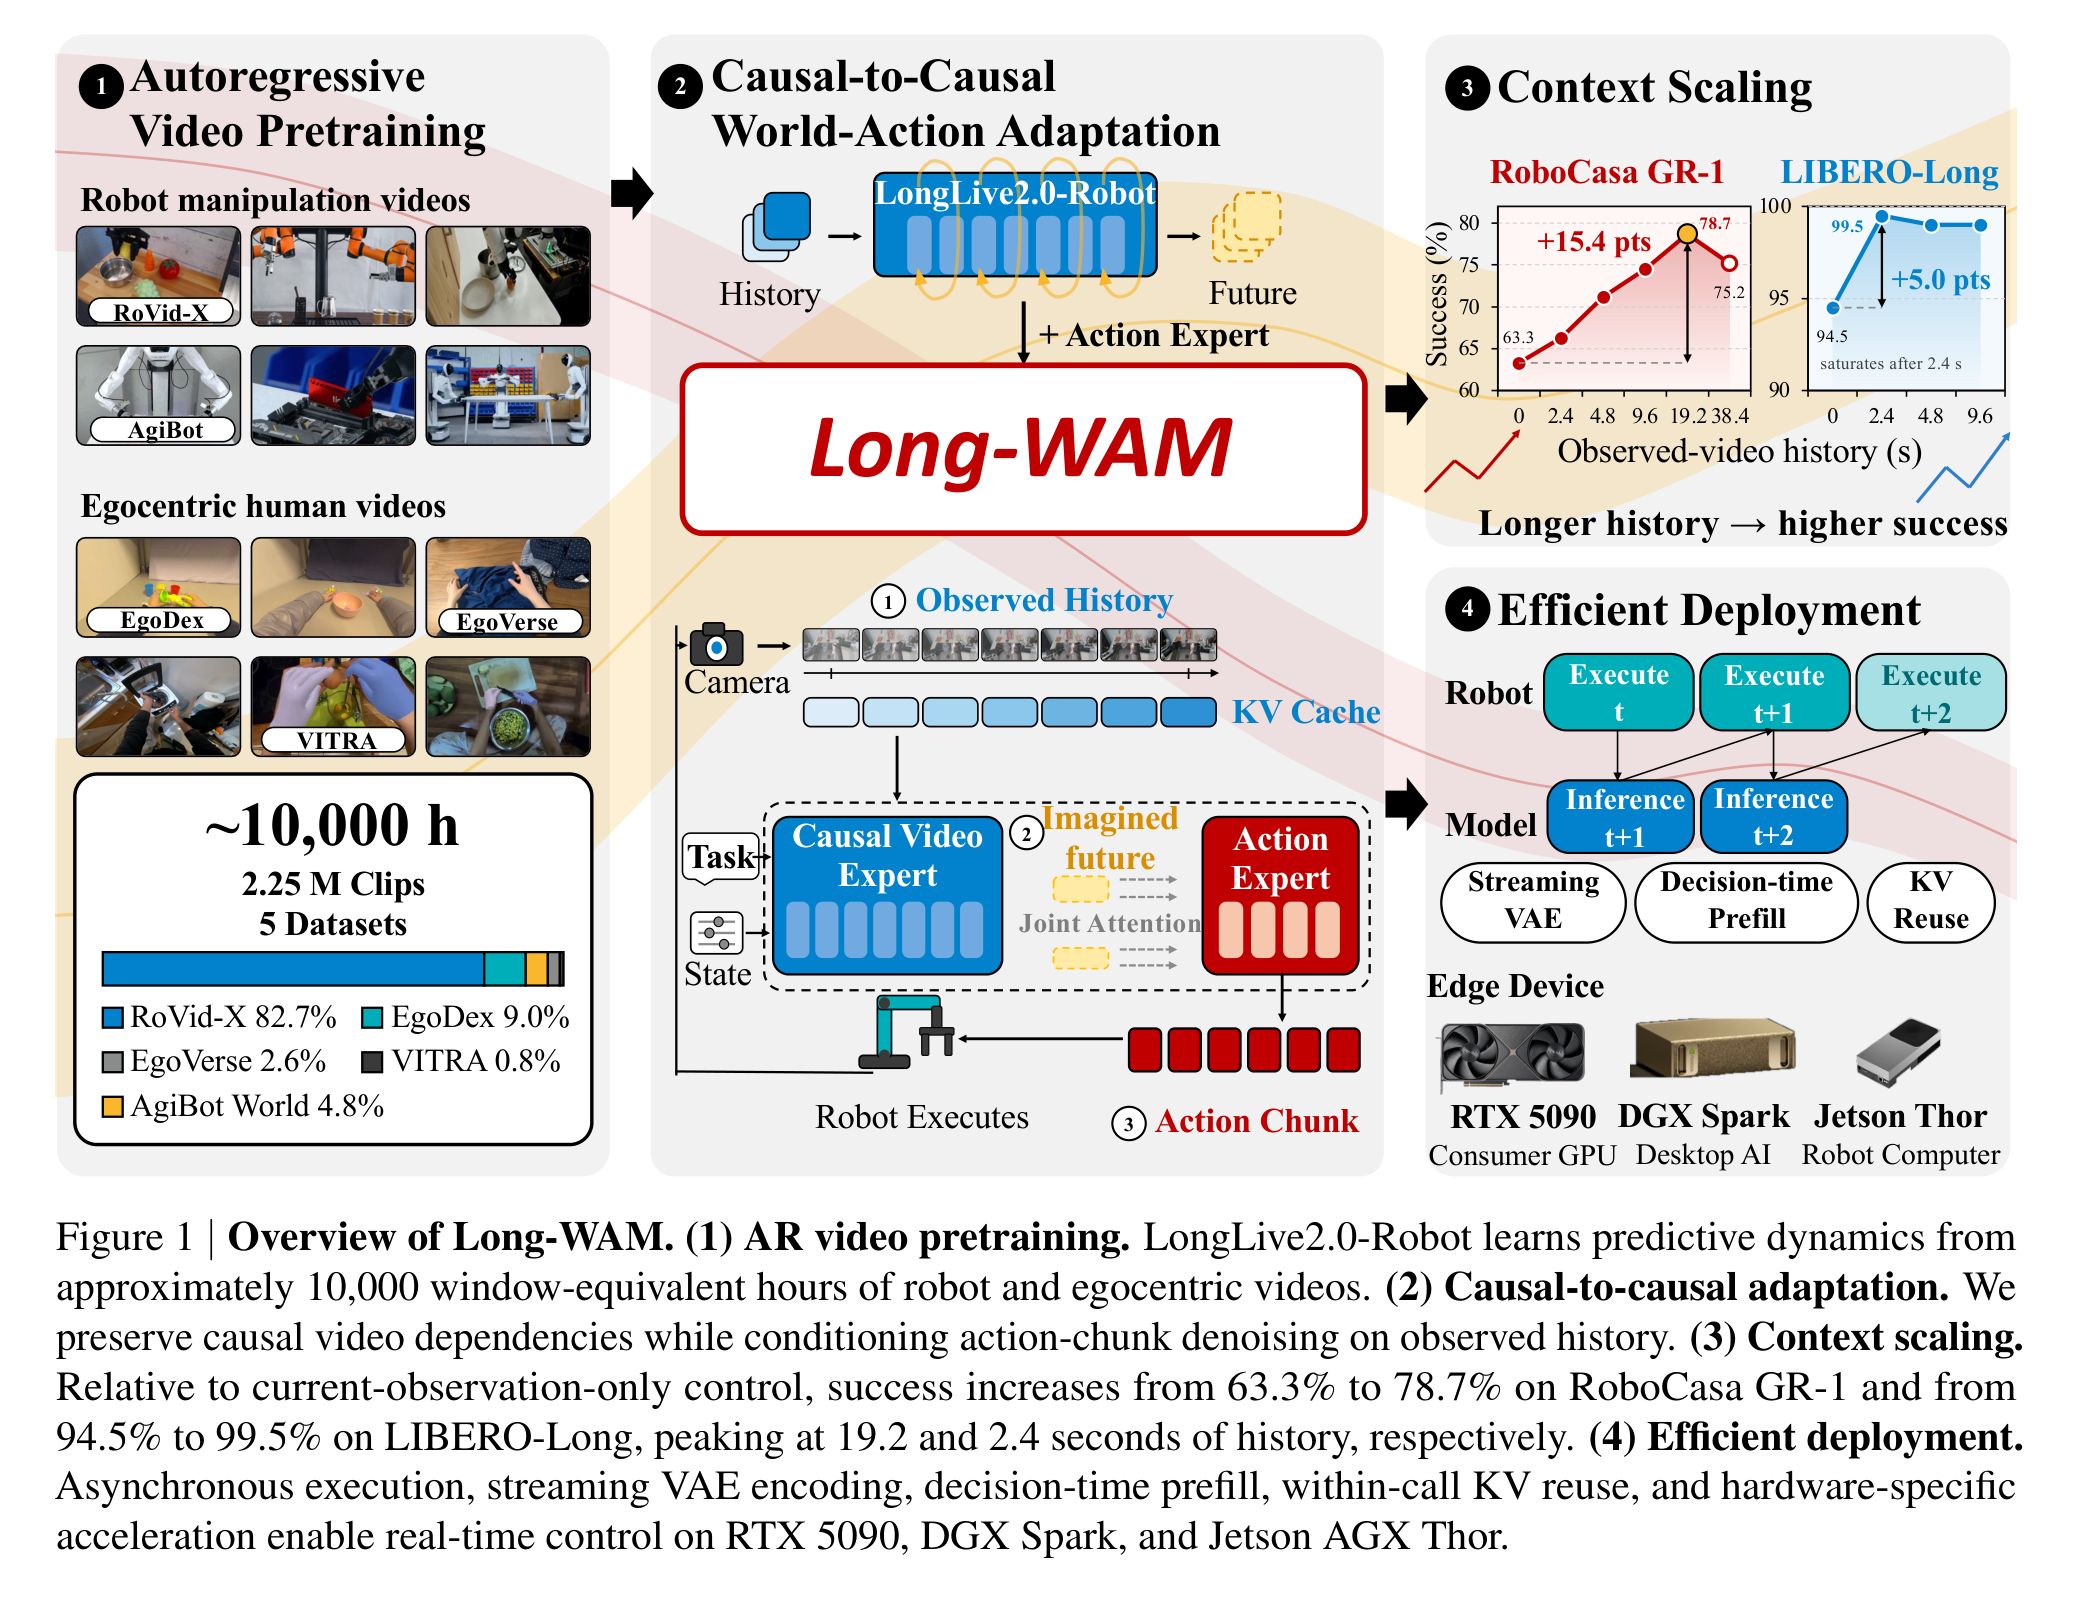 1 Autoregressive
Video Pretraining
Robot manipulation videos
RoVid-X
AgiBot
Egocentric human videos
EgoDex
EgoVerse
VITRA
~10,000 h
2.25 M Clips
5 Datasets
RoVid-X 82.7% EgoDex 9.0%
EgoVerse 2.6% VITRA 0.8%
AgiBot World 4.8%
2 Causal-to-Causal
World-Action Adaptation
LongLive2.0-Robot
History
Future
+ Action Expert
Long-WAM
1 Observed History
Camera
KV Cache
Task
State
Causal Video
Expert
2 Imagined
future
Joint Attention
Action
Expert
Robot Executes
3 Action Chunk
3 Context Scaling
RoboCasa GR-1
Success (%)
80
75
70
65
60
+15.4 pts
78.7
75.2
63.3
0 2.4 4.8 9.6 19.2 38.4
LIBERO-Long
100
95
90
99.5
+5.0 pts
94.5
saturates after 2.4 s
0 2.4 4.8 9.6
Observed-video history (s)
Longer history → higher success
4 Efficient Deployment
Robot
Execute
t
Execute
t+1
Execute
t+2
Model
Inference
t+1
Inference
t+2
Streaming
VAE
Decision-time
Prefill
KV
Reuse
Edge Device
RTX 5090
Consumer GPU
DGX Spark
Desktop AI
Jetson Thor
Robot Computer
Figure 1 | Overview of Long-WAM. (1) AR video pretraining. LongLive2.0-Robot learns predictive dynamics from
approximately 10,000 window-equivalent hours of robot and egocentric videos. (2) Causal-to-causal adaptation. We
preserve causal video dependencies while conditioning action-chunk denoising on observed history. (3) Context scaling.
Relative to current-observation-only control, success increases from 63.3% to 78.7% on RoboCasa GR-1 and from
94.5% to 99.5% on LIBERO-Long, peaking at 19.2 and 2.4 seconds of history, respectively. (4) Efficient deployment.
Asynchronous execution, streaming VAE encoding, decision-time prefill, within-call KV reuse, and hardware-specific
acceleration enable real-time control on RTX 5090, DGX Spark, and Jetson AGX Thor.